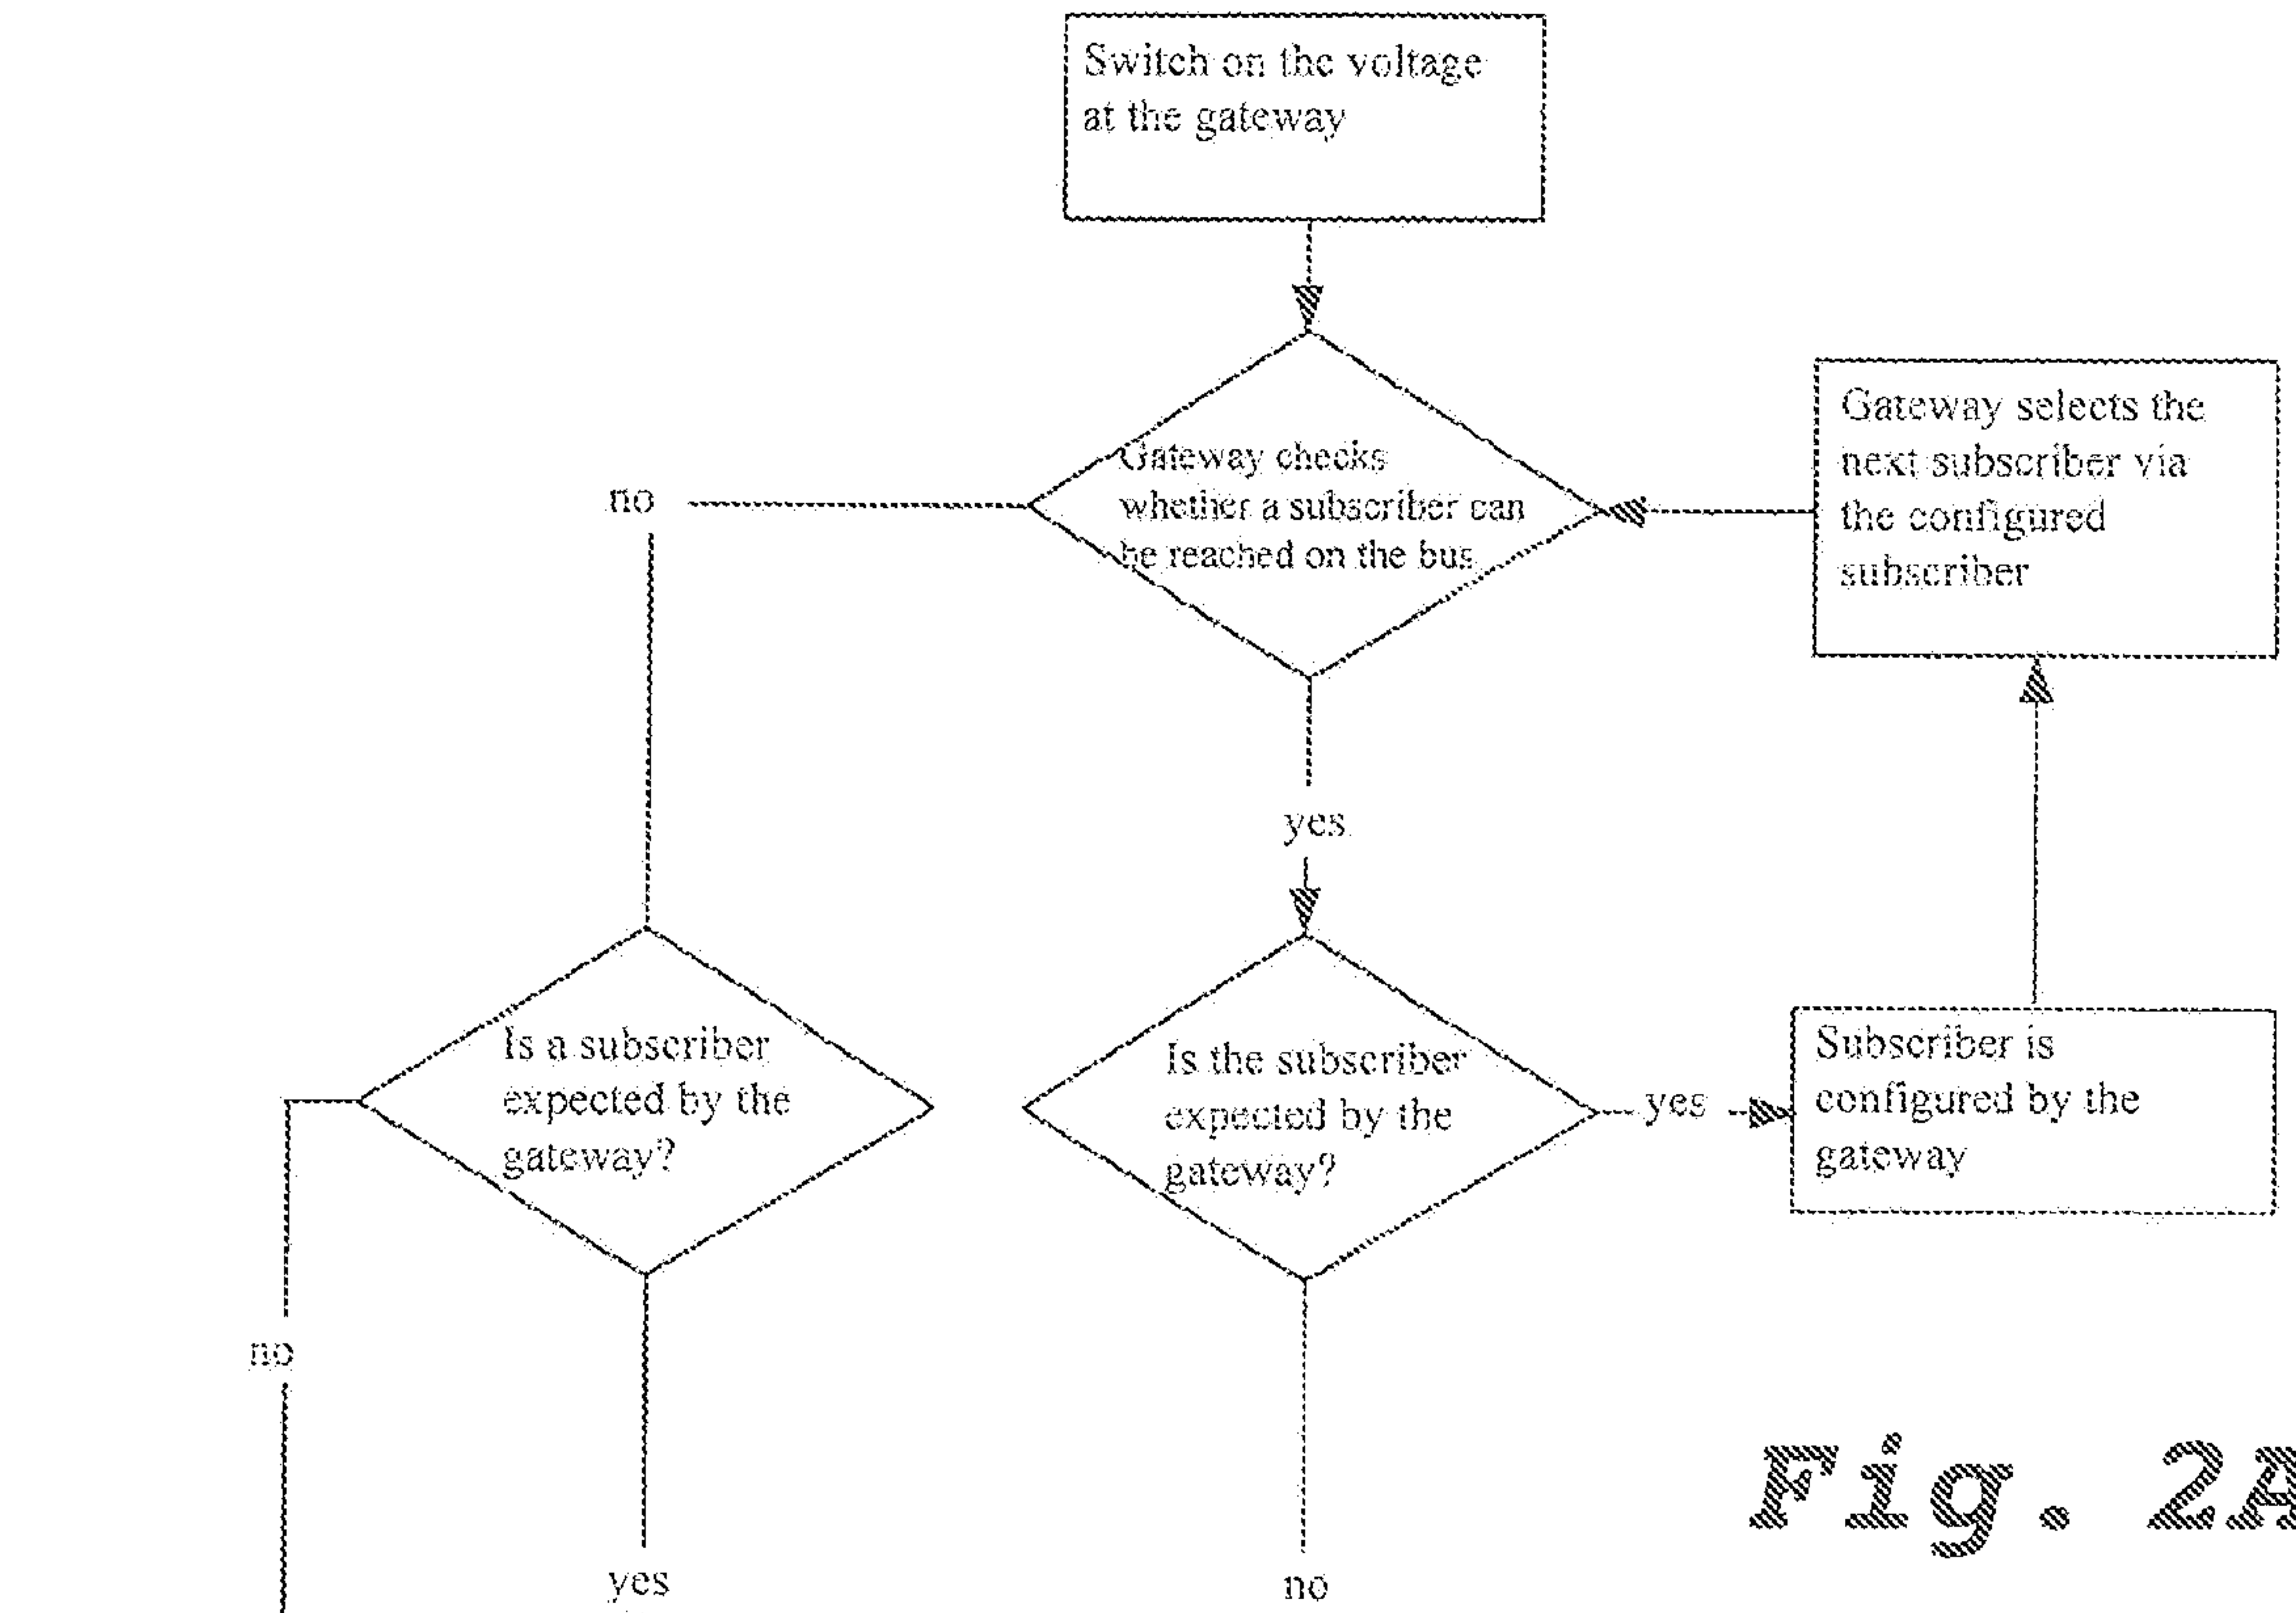 Switch on the voltage
at the gateway
Gateway checks
whether a subscriber can
be reached on the bus
no
Gateway selects the
next subscriber via
the configured
subscriber
yes
Is a subscriber
expected by the
gateway?
Is the subscriber
expected by the
gateway?
yes
Subscriber is
configured by the
gateway
no
yes
no
Fig. 2A